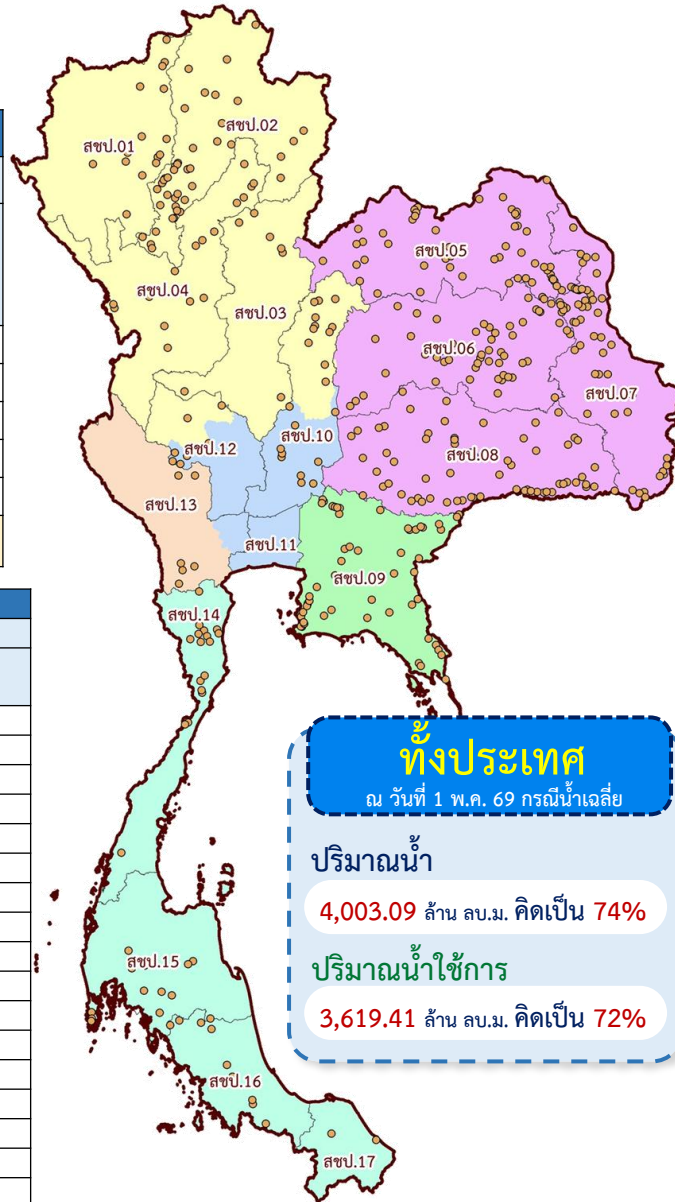 สชป.01
สชป.02
สชป.05
สชป.04
สชป.03
สชป.06
สชป.07
สชป.12
สชป.10
สชป.08
สชป.13
สชป.11
สชป.09
สชป.14
ทั้งประเทศ
ณ วันที่ 1 พ.ค. 69 กรณีน้ำเฉลี่ย
ปริมาณน้ำ
4,003.09 ล้าน ลบ.ม. คิดเป็น 74%
ปริมาณน้ำใช้การ
3,619.41 ล้าน ลบ.ม. คิดเป็น 72%
สชป.15
สชป.16
สชป.17